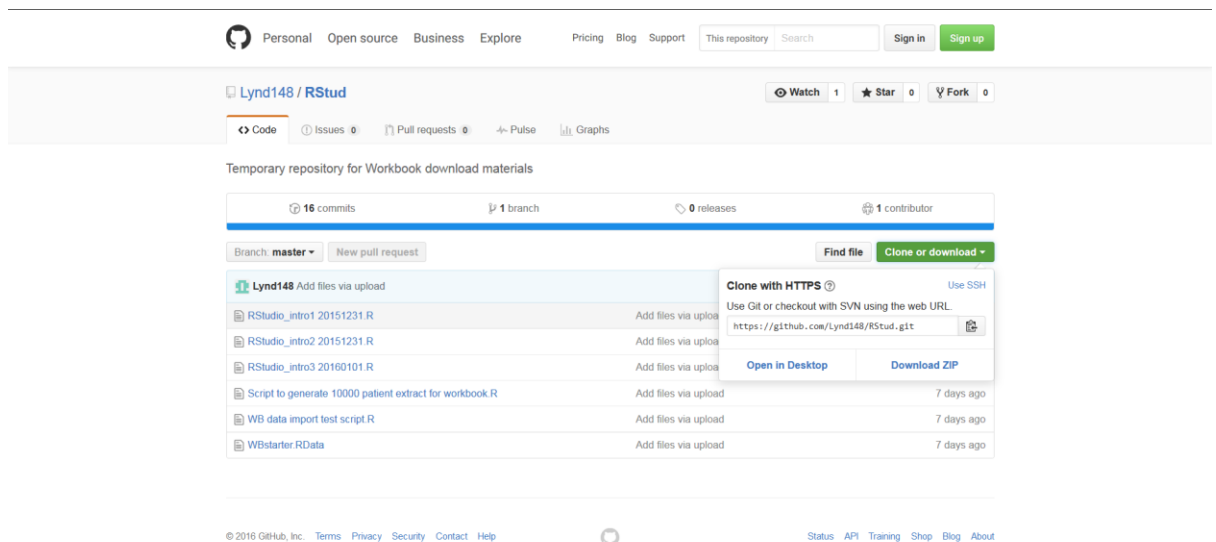 Personal Open source Business Explore Pricing Blog Support This repository Search Sign in Sign up
Lynd148 / RStud Watch 1 Star 0 Fork 0
Code Issues 0 Pull requests 0 Pulse Graphs
Temporary repository for Workbook download materials
16 commits 1 branch 0 releases 1 contributor
Branch: master New pull request Find file Clone or download
Lynd148 Add files via upload
RStudio_intro1 20151231.R Add files via uploa
RStudio_intro2 20151231.R Add files via uploa
RStudio_intro3 20160101.R Add files via uploa
Clone with HTTPS Use SSH
Use Git or checkout with SVN using the web URL.
https://github.com/Lynd148/RStud.git
Open in Desktop Download ZIP
Script to generate 10000 patient extract for workbook.R Add files via upload 7 days ago
WB data import test script.R Add files via upload 7 days ago
WBstarter.RData Add files via upload 7 days ago
© 2016 GitHub, Inc. Terms Privacy Security Contact Help Status API Training Shop Blog About